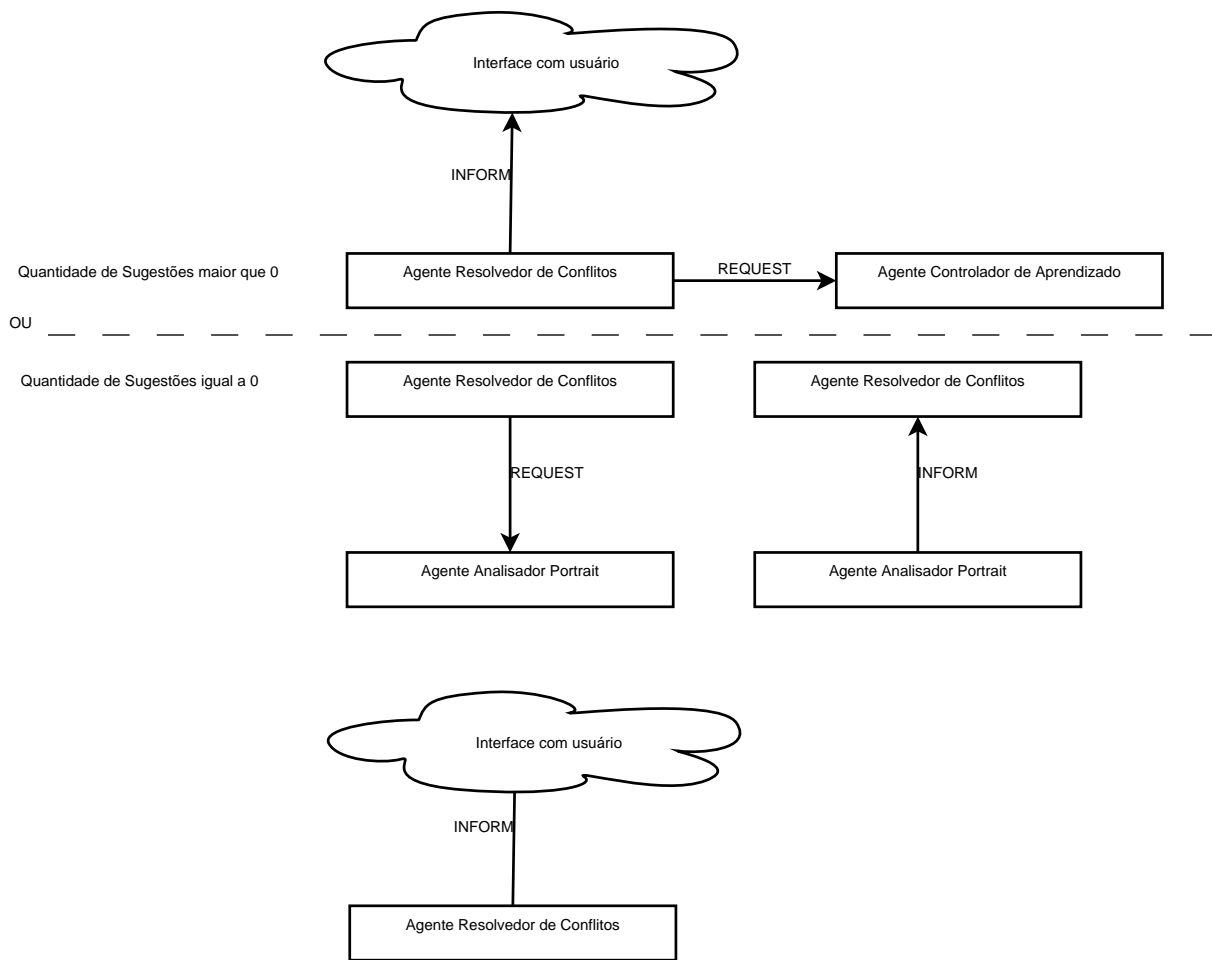 Interface com usuário
INFORM
Quantidade de Sugestões maior que 0
Agente Resolvedor de Conflitos
REQUEST
Agente Controlador de Aprendizado
OU
Quantidade de Sugestões igual a 0
Agente Resolvedor de Conflitos
Agente Resolvedor de Conflitos
REQUEST
INFORM
Agente Analisador Portrait
Agente Analisador Portrait
Interface com usuário
INFORM
Agente Resolvedor de Conflitos